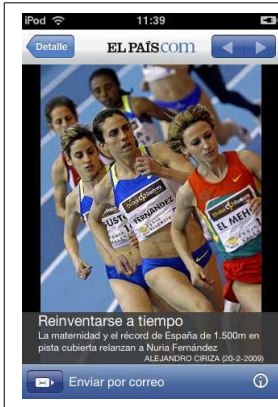 iPod 11:39
Detalle EL PAÍS.com
FERNÁNDEZ
EL MEH
Reinventarse a tiempo
La maternidad y el récord de España de 1.500m en
pista cubierta relanzan a Nuria Fernández
ALEJANDRO CIRIZA (20-2-2009)
Enviar por correo